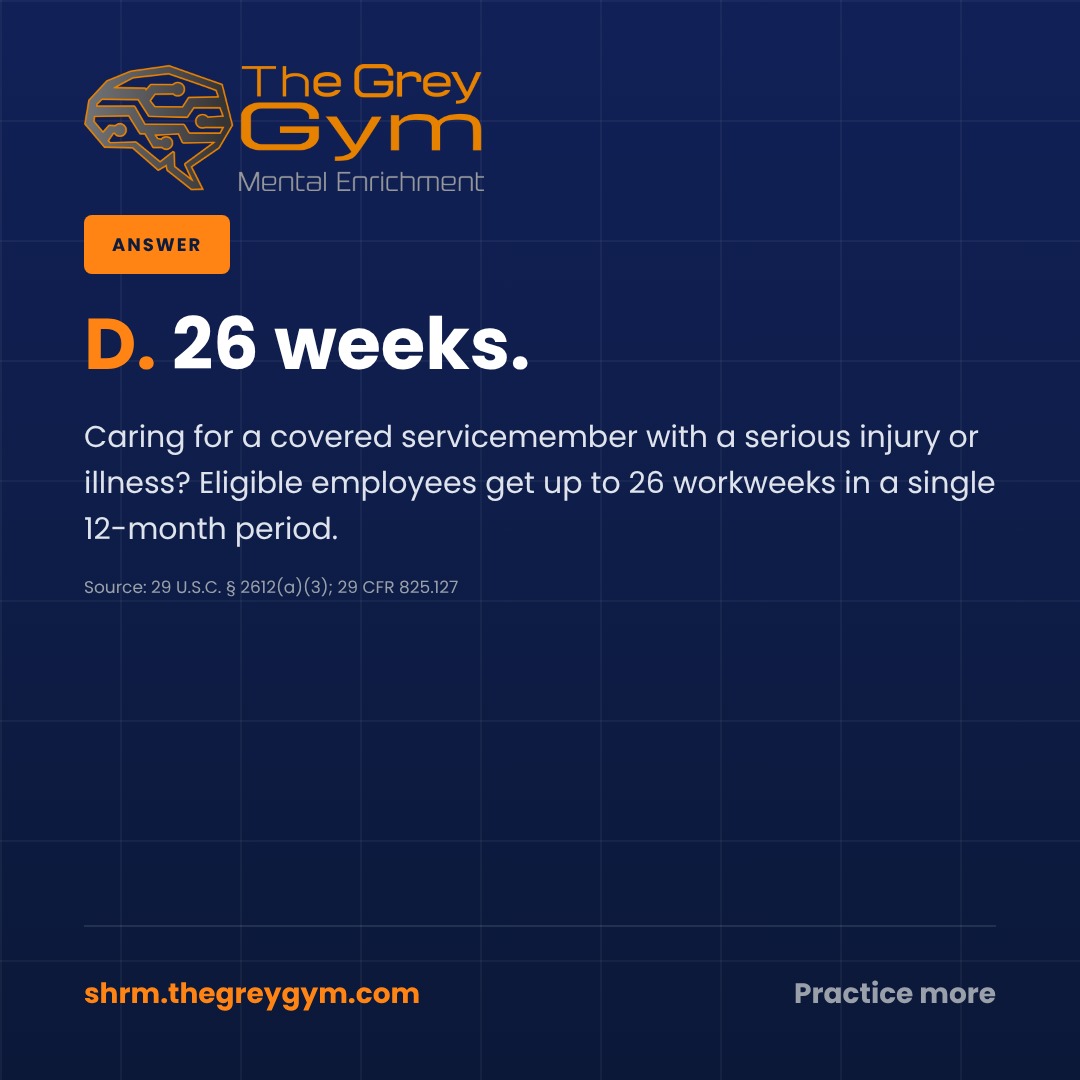 The Grey
Gym
Mental Enrichment
ANSWER
D. 26 weeks.
Caring for a covered servicemember with a serious injury or
illness? Eligible employees get up to 26 workweeks in a single
12-month period.
Source: 29 U.S.C. § 2612(a)(3); 29 CFR 825.127
shrm.thegreygym.com
Practice more